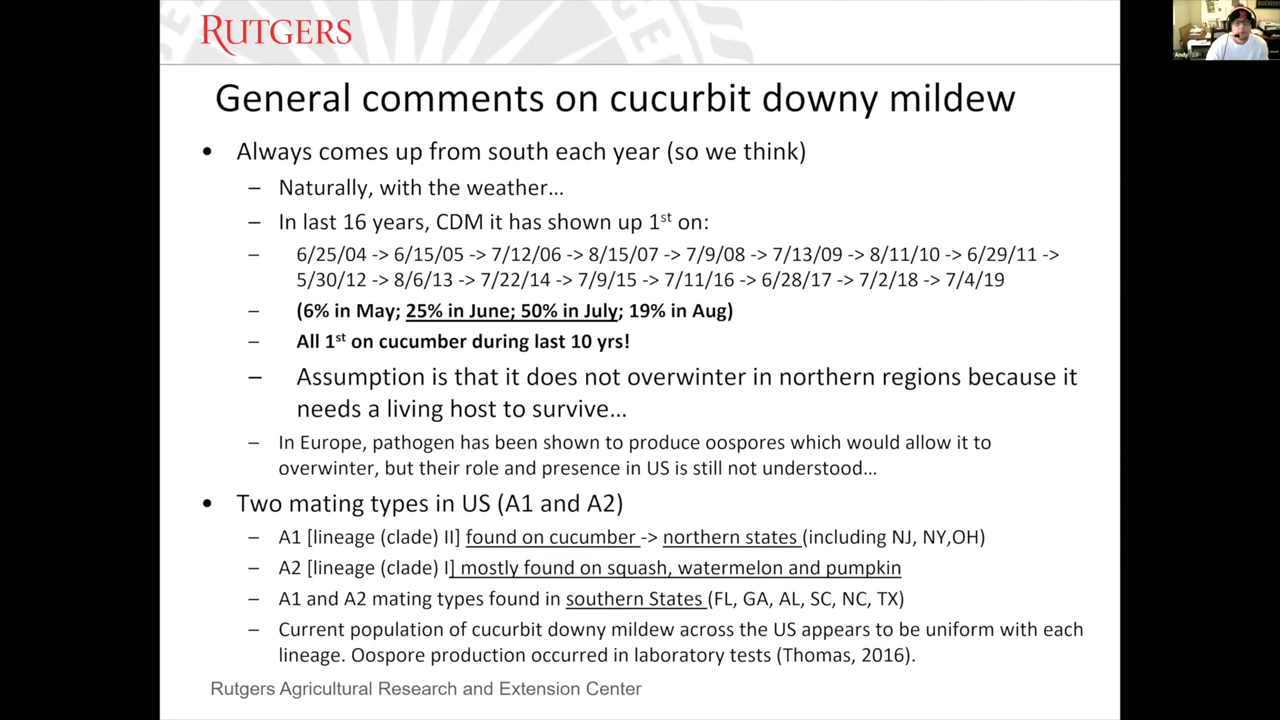 RUTGERS
General comments on cucurbit downy mildew
• Always comes up from south each year (so we think)
– Naturally, with the weather…
– In last 16 years, CDM it has shown up 1st on:
– 6/25/04 -> 6/15/05 -> 7/12/06 -> 8/15/07 -> 7/9/08 -> 7/13/09 -> 8/11/10 -> 6/29/11 ->
5/30/12 -> 8/6/13 -> 7/22/14 -> 7/9/15 -> 7/11/16 -> 6/28/17 -> 7/2/18 -> 7/4/19
– (6% in May; 25% in June; 50% in July; 19% in Aug)
– All 1st on cucumber during last 10 yrs!
– Assumption is that it does not overwinter in northern regions because it
needs a living host to survive…
– In Europe, pathogen has been shown to produce oospores which would allow it to
overwinter, but their role and presence in US is still not understood…
• Two mating types in US (A1 and A2)
– A1 [lineage (clade) II] found on cucumber -> northern states (including NJ, NY,OH)
– A2 [lineage (clade) I] mostly found on squash, watermelon and pumpkin
– A1 and A2 mating types found in southern States (FL, GA, AL, SC, NC, TX)
– Current population of cucurbit downy mildew across the US appears to be uniform with each
lineage. Oospore production occurred in laboratory tests (Thomas, 2016).
Rutgers Agricultural Research and Extension Center
Andy